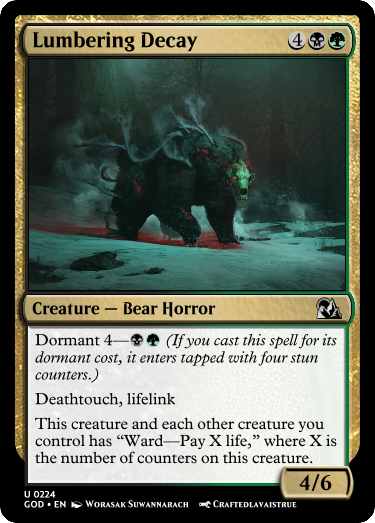 Lumbering Decay 4
Creature — Bear Horror
Dormant 4— (If you cast this spell for its
dormant cost, it enters tapped with four stun
counters.)
Deathtouch, lifelink
This creature and each other creature you
control has “Ward—Pay X life,” where X is
the number of counters on this creature.
4/6
U 0224
GOD • EN Worasak Suwannarach Craftedlavaistrue